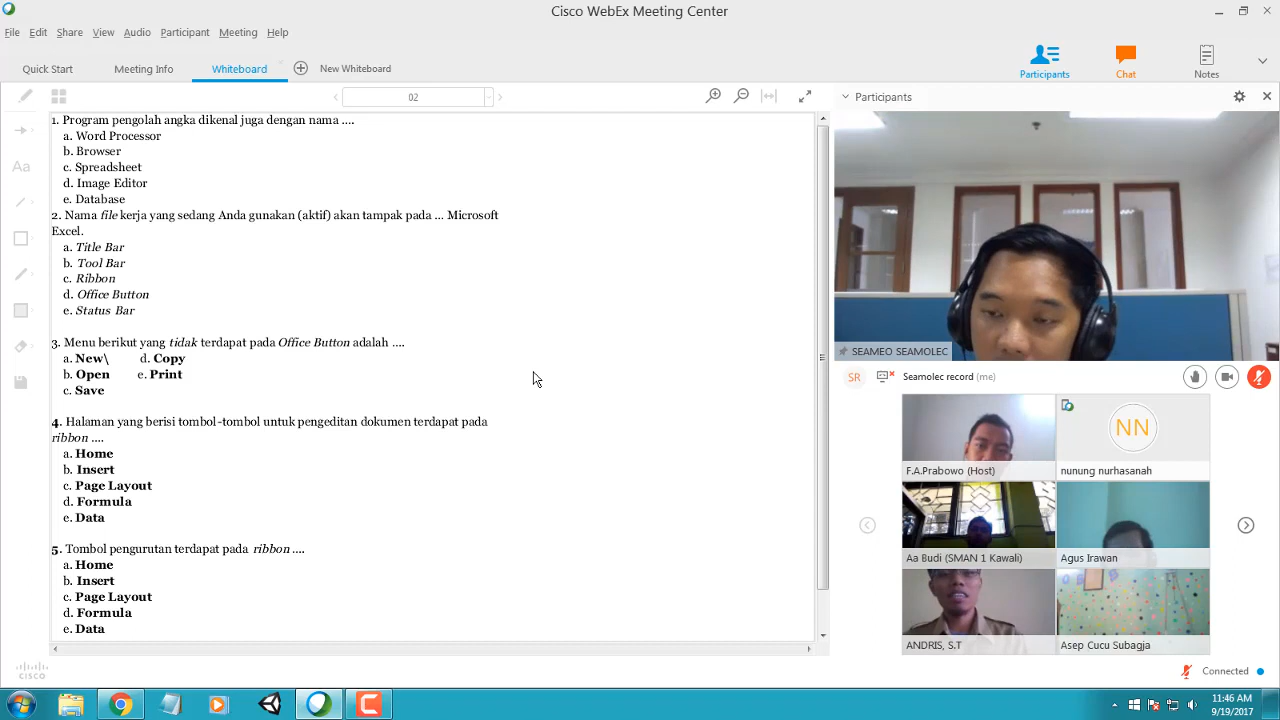 Cisco WebEx Meeting Center
File Edit Share View Audio Participant Meeting Help
Quick Start Meeting Info Whiteboard New Whiteboard
Participants Chat Notes
02
Participants
1. Program pengolah angka dikenal juga dengan nama ....
a. Word Processor
b. Browser
c. Spreadsheet
d. Image Editor
e. Database
2. Nama file kerja yang sedang Anda gunakan (aktif) akan tampak pada ... Microsoft
Excel.
a. Title Bar
b. Tool Bar
c. Ribbon
d. Office Button
e. Status Bar
3. Menu berikut yang tidak terdapat pada Office Button adalah ....
a. New\ d. Copy
b. Open e. Print
c. Save
4. Halaman yang berisi tombol-tombol untuk pengeditan dokumen terdapat pada
ribbon ....
a. Home
b. Insert
c. Page Layout
d. Formula
e. Data
5. Tombol pengurutan terdapat pada ribbon ....
a. Home
b. Insert
c. Page Layout
d. Formula
e. Data
Aa
SEAMEO SEAMOLEC
SR Seamolec record (me)
NN
F.A.Prabowo (Host) nunung nurhasanah
Aa Budi (SMAN 1 Kawali) Agus Irawan
ANDRIS, S.T Asep Cucu Subagja
cisco
Connected
11:46 AM
9/19/2017